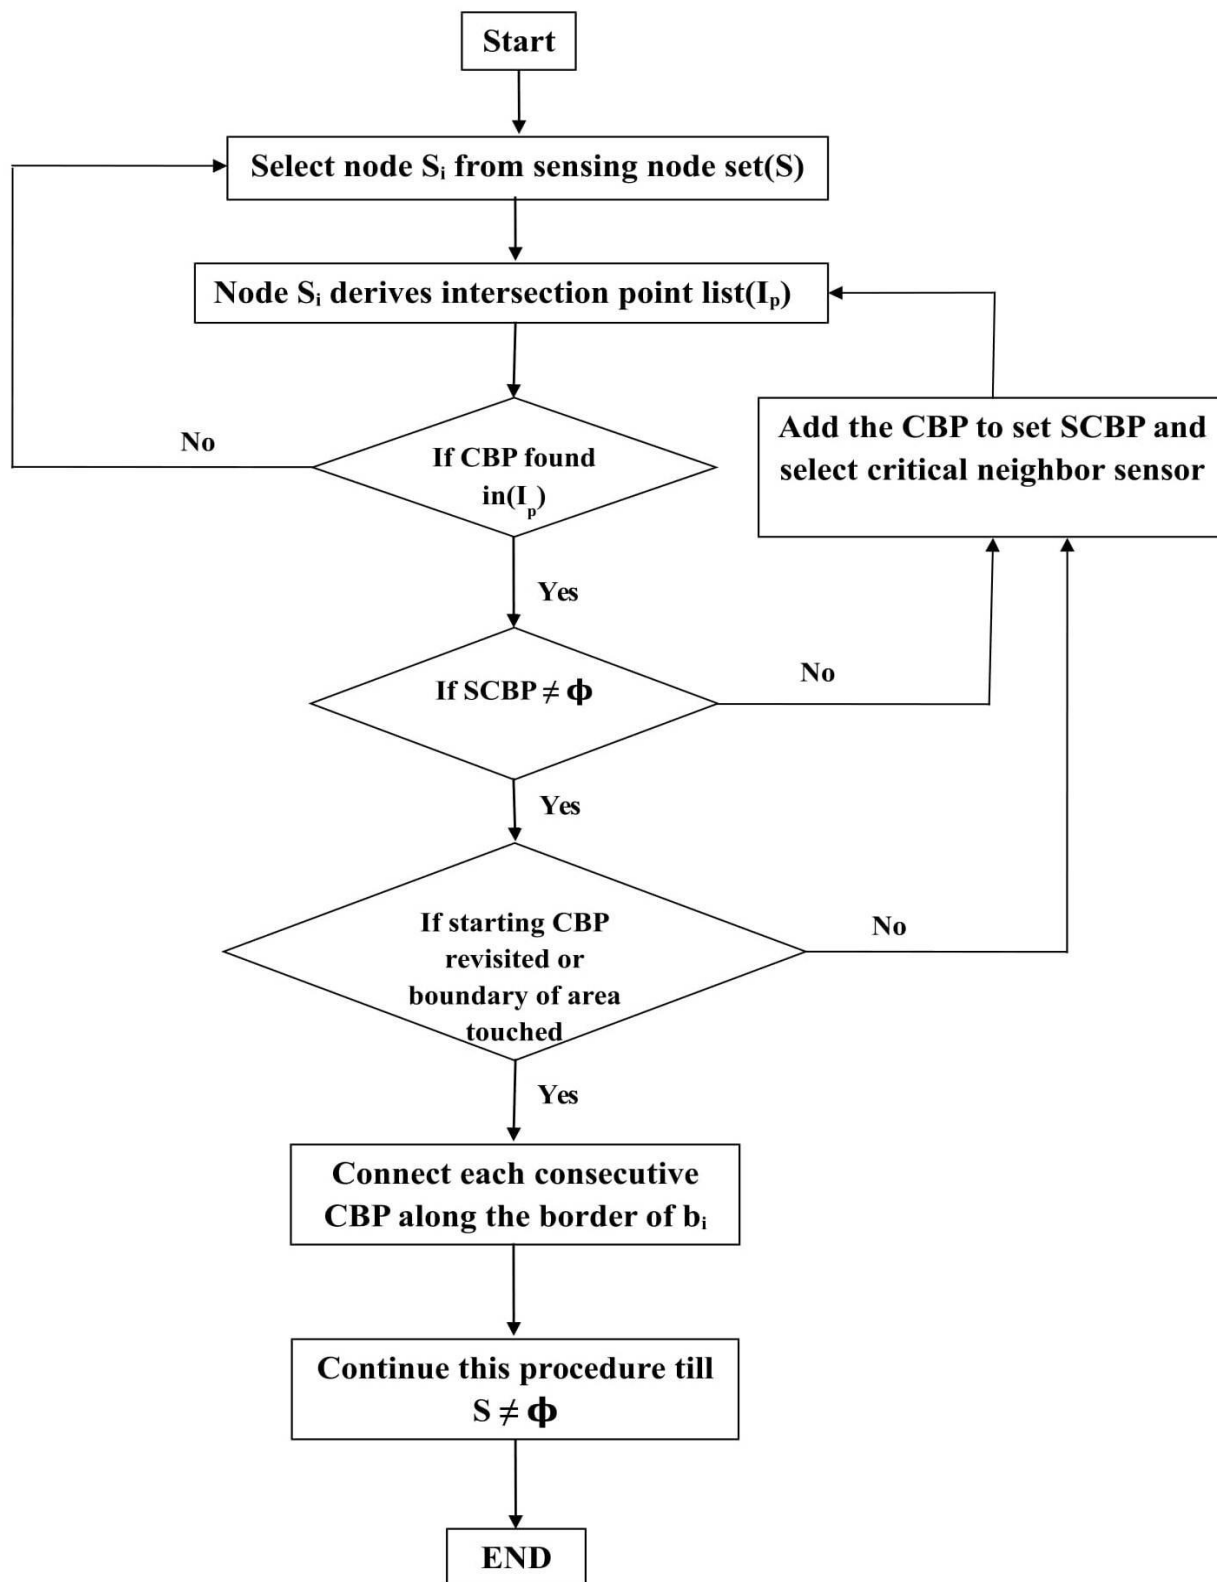 Start
Select node Sᵢ from sensing node set(S)
Node Sᵢ derives intersection point list(Iₚ)
No
If CBP found
in(Iₚ)
Add the CBP to set SCBP and
select critical neighbor sensor
Yes
If SCBP ≠ ϕ
No
Yes
If starting CBP
revisited or
boundary of area
touched
No
Yes
Connect each consecutive
CBP along the border of bᵢ
Continue this procedure till
S ≠ ϕ
END